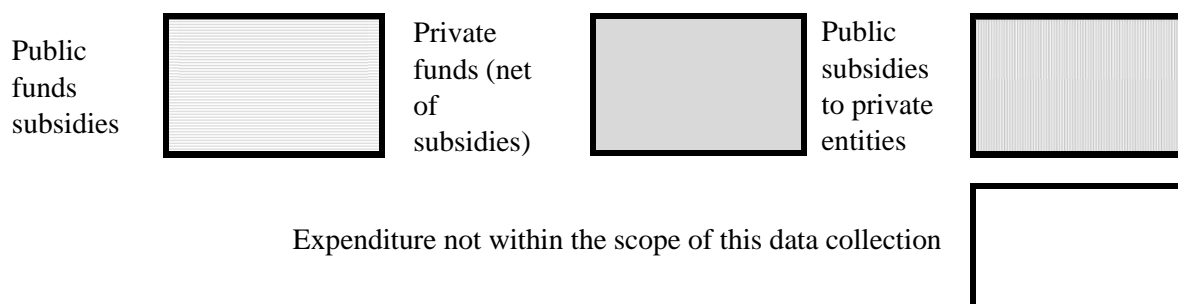 Public
funds
subsidies
Private
funds (net
of
subsidies)
Public
subsidies
to private
entities
Expenditure not within the scope of this data collection